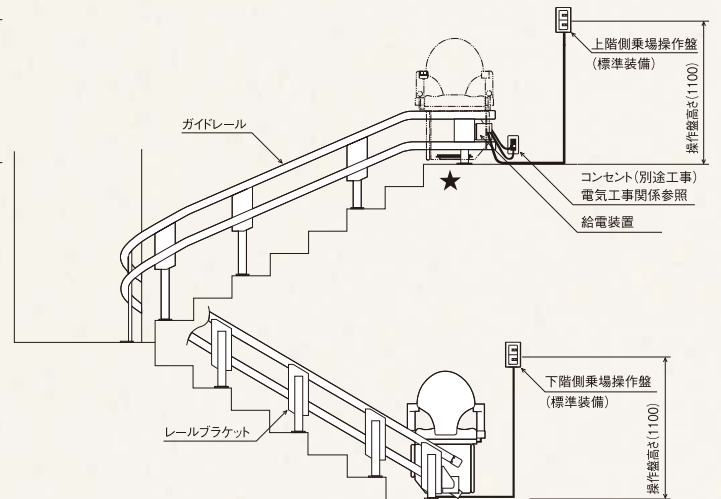 上階側乗場操作盤
(標準装備)
操作盤高さ(1100)
ガイドレール
コンセント(別途工事)
電気工事関係参照
給電装置
★
下階側乗場操作盤
(標準装備)
操作盤高さ(1100)
レールブラケット